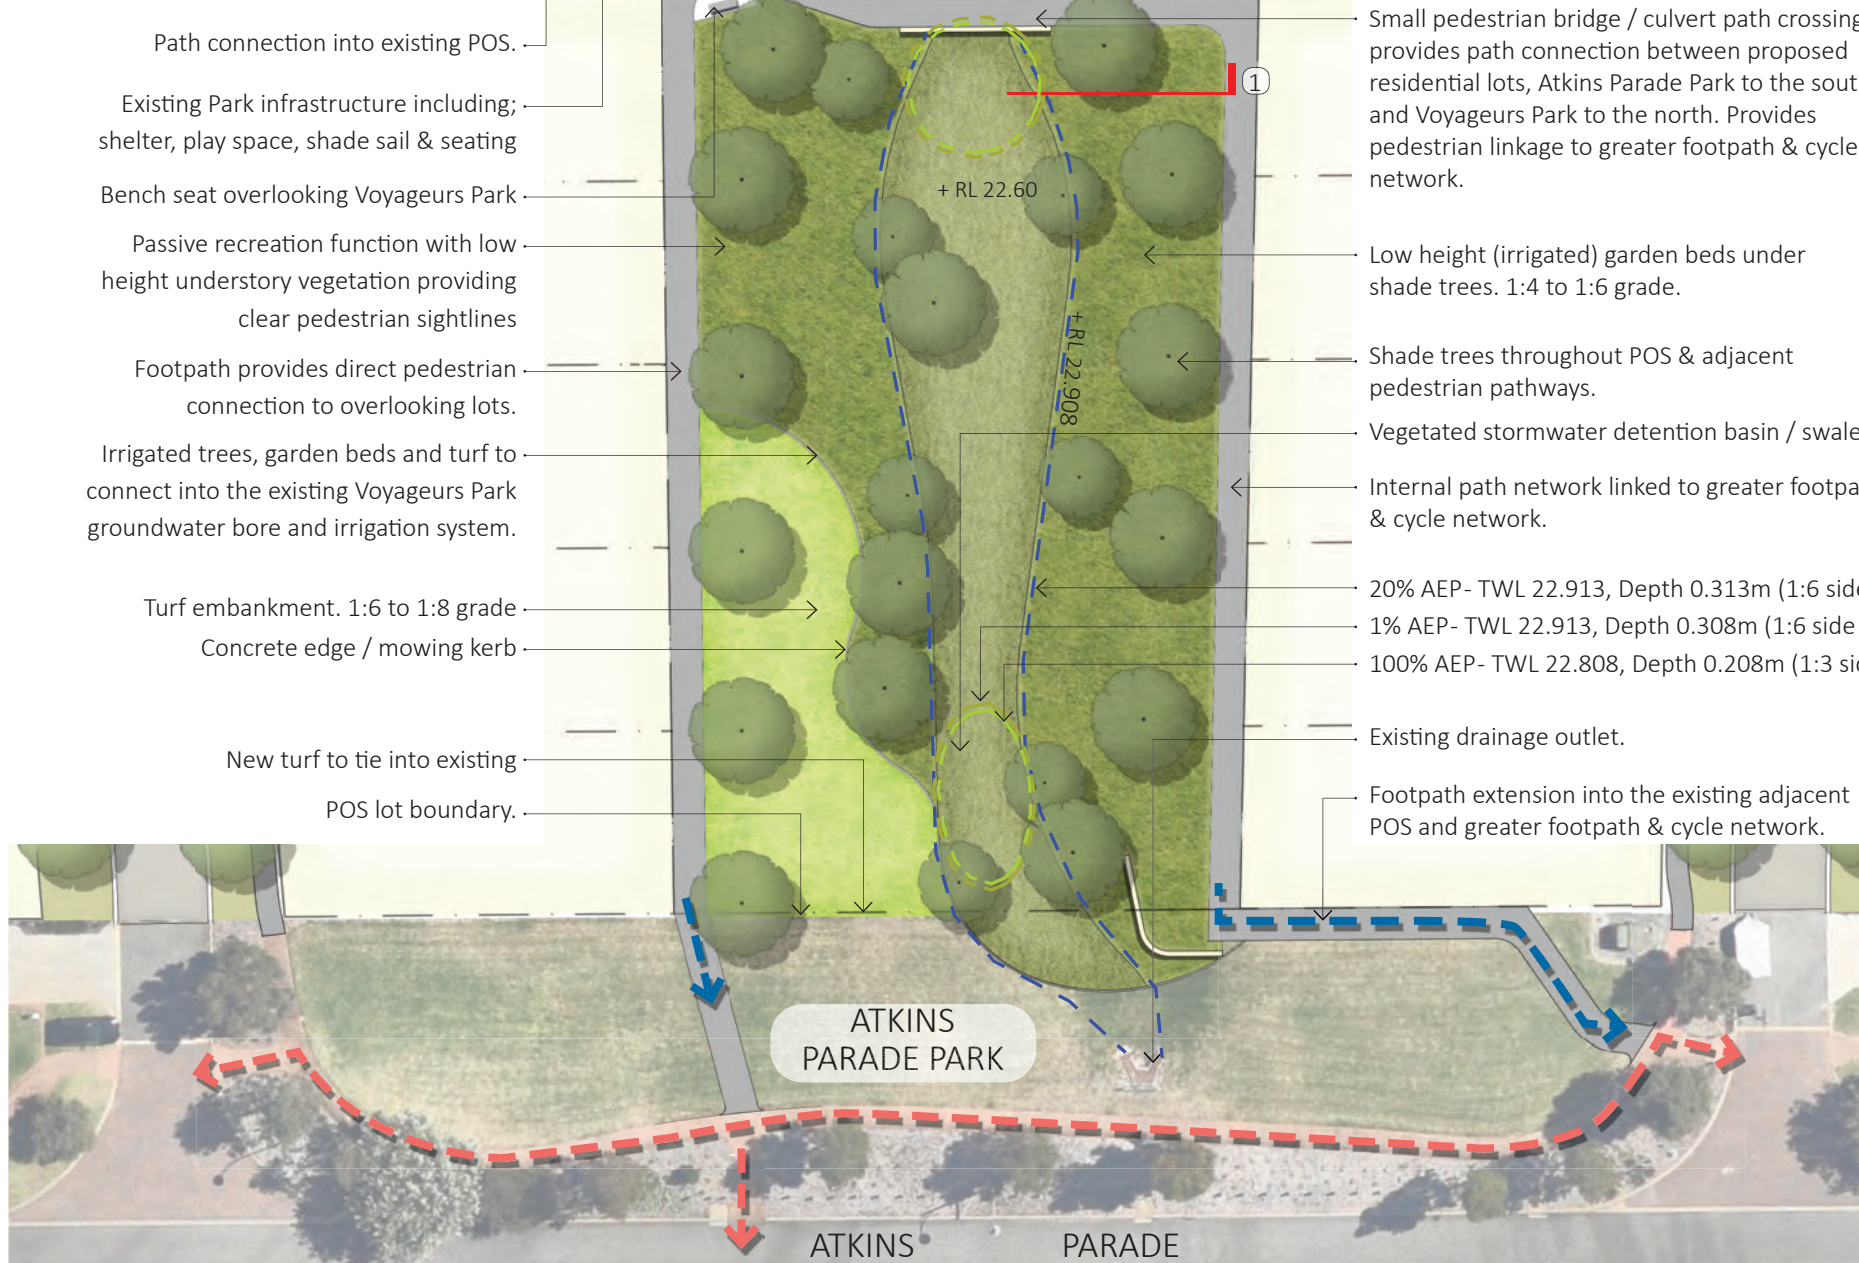 Path connection into existing POS.
Existing Park infrastructure including;
shelter, play space, shade sail & seating
Bench seat overlooking Voyageurs Park
Passive recreation function with low
height understory vegetation providing
clear pedestrian sightlines
Footpath provides direct pedestrian
connection to overlooking lots.
Irrigated trees, garden beds and turf to
connect into the existing Voyageurs Park
groundwater bore and irrigation system.
Turf embankment. 1:6 to 1:8 grade
Concrete edge / mowing kerb
New turf to tie into existing
POS lot boundary.
1
+ RL 22.60
+ RL 22.908
Small pedestrian bridge / culvert path crossing
provides path connection between proposed
residential lots, Atkins Parade Park to the sout
and Voyageurs Park to the north. Provides
pedestrian linkage to greater footpath & cycle
network.
Low height (irrigated) garden beds under
shade trees. 1:4 to 1:6 grade.
Shade trees throughout POS & adjacent
pedestrian pathways.
Vegetated stormwater detention basin / swale
Internal path network linked to greater footpa
& cycle network.
20% AEP- TWL 22.913, Depth 0.313m (1:6 side
1% AEP- TWL 22.913, Depth 0.308m (1:6 side
100% AEP- TWL 22.808, Depth 0.208m (1:3 sid
Existing drainage outlet.
Footpath extension into the existing adjacent
POS and greater footpath & cycle network.
ATKINS
PARADE PARK
ATKINS PARADE